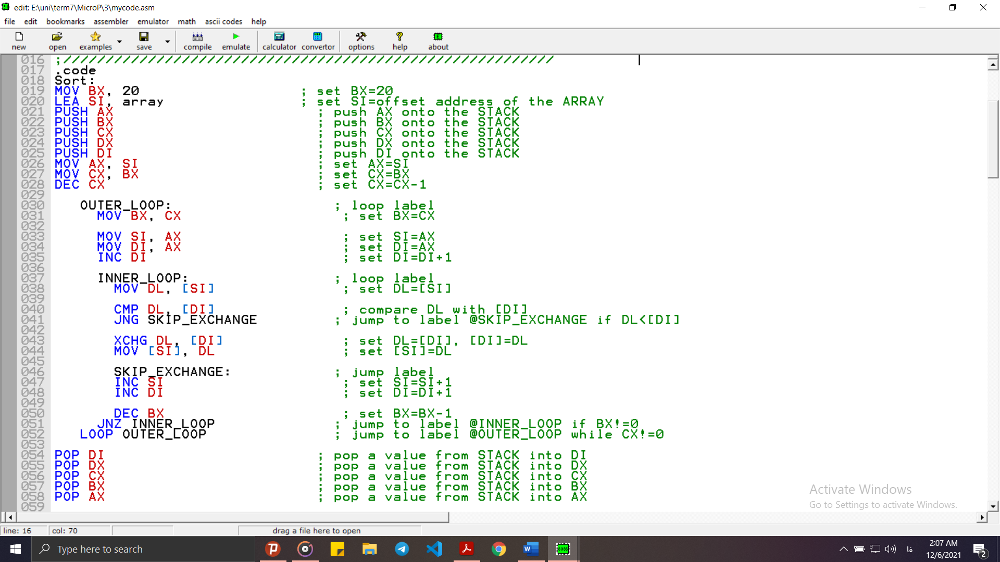 edit: E:\uni\term7\MicroP\3\mycode.asm
file edit bookmarks assembler emulator math ascii codes help
new open examples save compile emulate calculator convertor options help about
016 ;//////////////////////////////////////////////////////////
017 .code
018 Sort:
019 MOV BX, 20 ; set BX=20
020 LEA SI, array ; set SI=offset address of the ARRAY
021 PUSH AX ; push AX onto the STACK
022 PUSH BX ; push BX onto the STACK
023 PUSH CX ; push CX onto the STACK
024 PUSH DX ; push DX onto the STACK
025 PUSH DI ; push DI onto the STACK
026 MOV AX, SI ; set AX=SI
027 MOV CX, BX ; set CX=BX
028 DEC CX ; set CX=CX-1
029
030 OUTER_LOOP: ; loop label
031 MOV BX, CX ; set BX=CX
032
033 MOV SI, AX ; set SI=AX
034 MOV DI, AX ; set DI=AX
035 INC DI ; set DI=DI+1
036
037 INNER_LOOP: ; loop label
038 MOV DL, [SI] ; set DL=[SI]
039
040 CMP DL, [DI] ; compare DL with [DI]
041 JNG SKIP_EXCHANGE ; jump to label @SKIP_EXCHANGE if DL<[DI]
042
043 XCHG DL, [DI] ; set DL=[DI], [DI]=DL
044 MOV [SI], DL ; set [SI]=DL
045
046 SKIP_EXCHANGE: ; jump label
047 INC SI ; set SI=SI+1
048 INC DI ; set DI=DI+1
049
050 DEC BX ; set BX=BX-1
051 JNZ INNER_LOOP ; jump to label @INNER_LOOP if BX!=0
052 LOOP OUTER_LOOP ; jump to label @OUTER_LOOP while CX!=0
053
054 POP DI ; pop a value from STACK into DI
055 POP DX ; pop a value from STACK into DX
056 POP CX ; pop a value from STACK into CX
057 POP BX ; pop a value from STACK into BX
058 POP AX ; pop a value from STACK into AX
059
Activate Windows
Go to Settings to activate Windows.
line: 16 col: 70 drag a file here to open
Type here to search
8086
فا
2:07 AM
12/6/2021
2